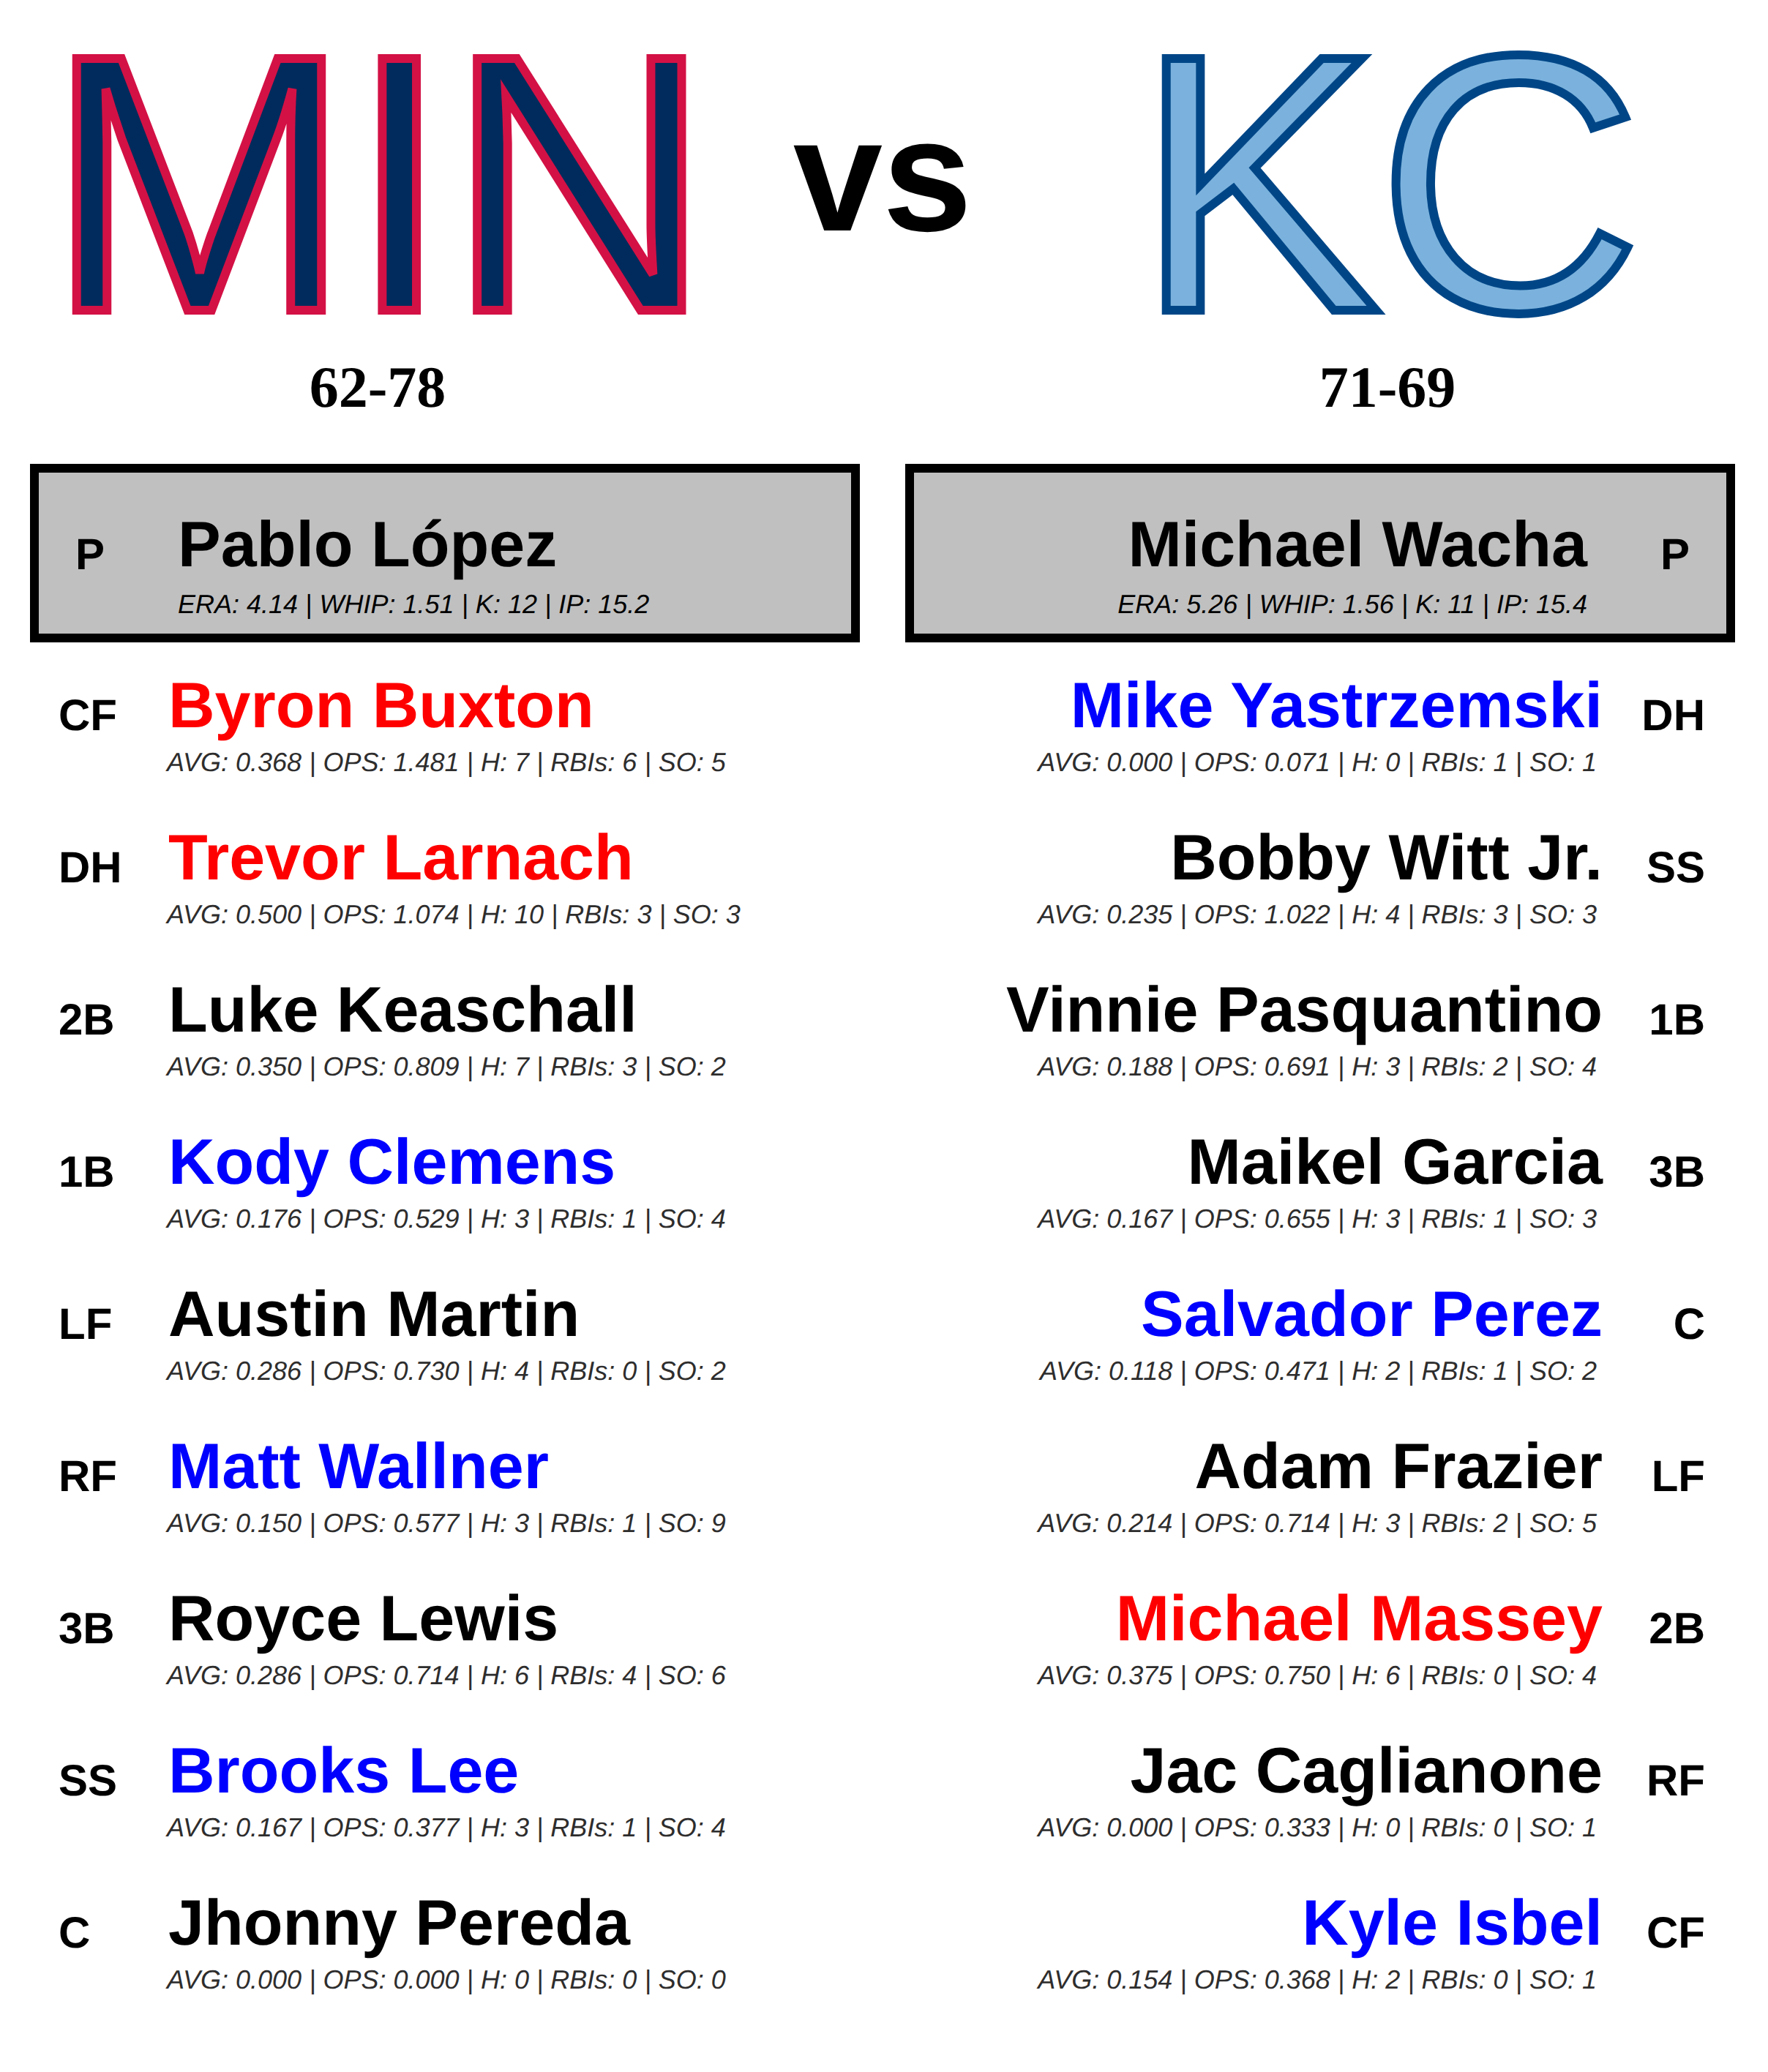 MIN vs KC
62-78 71-69
P Pablo López Michael Wacha P
ERA: 4.14 | WHIP: 1.51 | K: 12 | IP: 15.2 ERA: 5.26 | WHIP: 1.56 | K: 11 | IP: 15.4
CF Byron Buxton Mike Yastrzemski DH
AVG: 0.368 | OPS: 1.481 | H: 7 | RBIs: 6 | SO: 5 AVG: 0.000 | OPS: 0.071 | H: 0 | RBIs: 1 | SO: 1
DH Trevor Larnach Bobby Witt Jr. SS
AVG: 0.500 | OPS: 1.074 | H: 10 | RBIs: 3 | SO: 3 AVG: 0.235 | OPS: 1.022 | H: 4 | RBIs: 3 | SO: 3
2B Luke Keaschall Vinnie Pasquantino 1B
AVG: 0.350 | OPS: 0.809 | H: 7 | RBIs: 3 | SO: 2 AVG: 0.188 | OPS: 0.691 | H: 3 | RBIs: 2 | SO: 4
1B Kody Clemens Maikel Garcia 3B
AVG: 0.176 | OPS: 0.529 | H: 3 | RBIs: 1 | SO: 4 AVG: 0.167 | OPS: 0.655 | H: 3 | RBIs: 1 | SO: 3
LF Austin Martin Salvador Perez C
AVG: 0.286 | OPS: 0.730 | H: 4 | RBIs: 0 | SO: 2 AVG: 0.118 | OPS: 0.471 | H: 2 | RBIs: 1 | SO: 2
RF Matt Wallner Adam Frazier LF
AVG: 0.150 | OPS: 0.577 | H: 3 | RBIs: 1 | SO: 9 AVG: 0.214 | OPS: 0.714 | H: 3 | RBIs: 2 | SO: 5
3B Royce Lewis Michael Massey 2B
AVG: 0.286 | OPS: 0.714 | H: 6 | RBIs: 4 | SO: 6 AVG: 0.375 | OPS: 0.750 | H: 6 | RBIs: 0 | SO: 4
SS Brooks Lee Jac Caglianone RF
AVG: 0.167 | OPS: 0.377 | H: 3 | RBIs: 1 | SO: 4 AVG: 0.000 | OPS: 0.333 | H: 0 | RBIs: 0 | SO: 1
C Jhonny Pereda Kyle Isbel CF
AVG: 0.000 | OPS: 0.000 | H: 0 | RBIs: 0 | SO: 0 AVG: 0.154 | OPS: 0.368 | H: 2 | RBIs: 0 | SO: 1